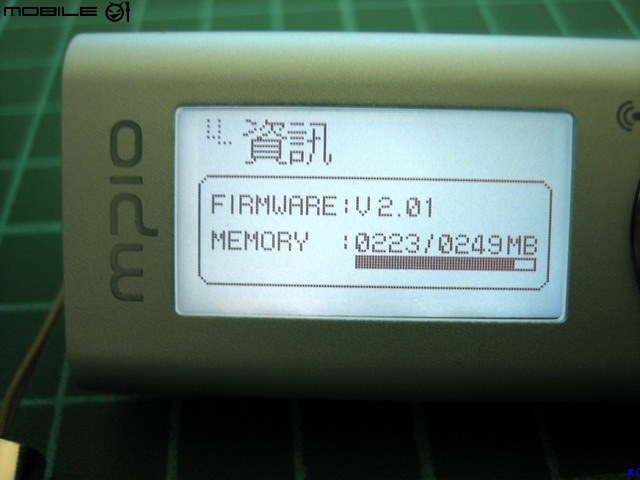 MOBILE 01
mpio
資訊
FIRMWARE:V2.01
MEMORY :0223/0249MB